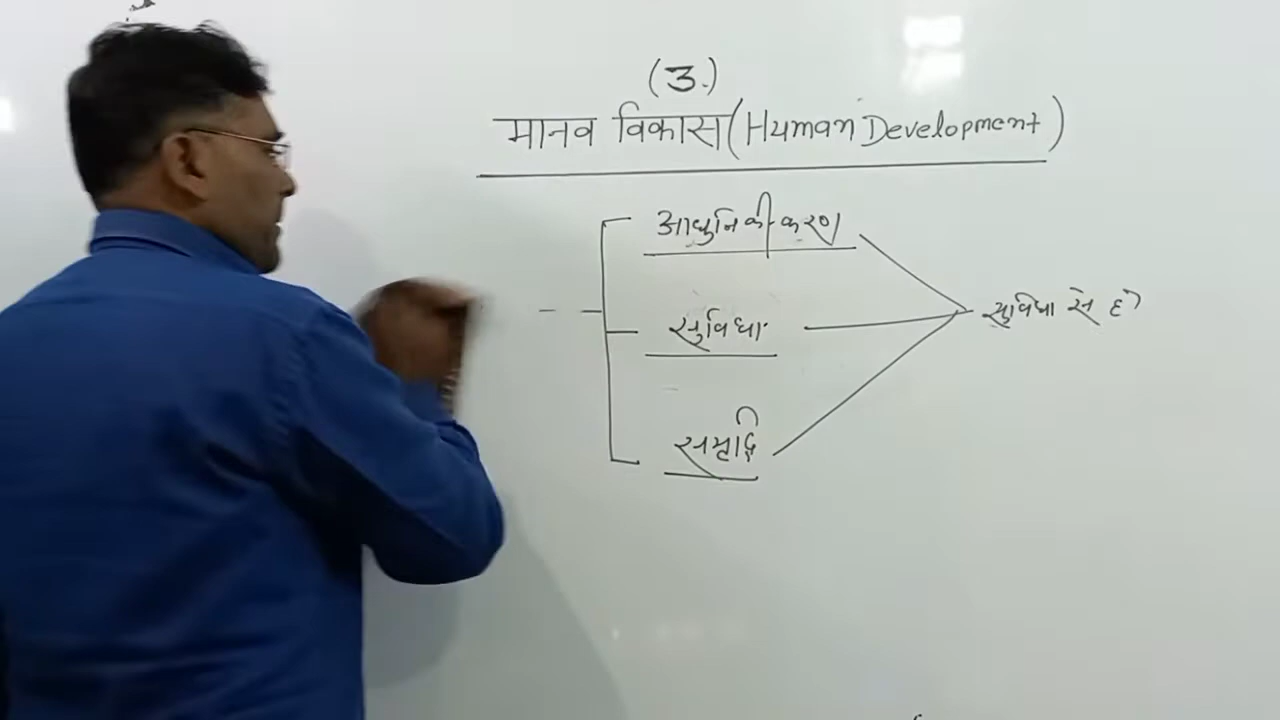 (3.)
मानव विकास (Human Development)
आधुनिकीकरण
सुविधा
सुविधा से है
समृद्धि